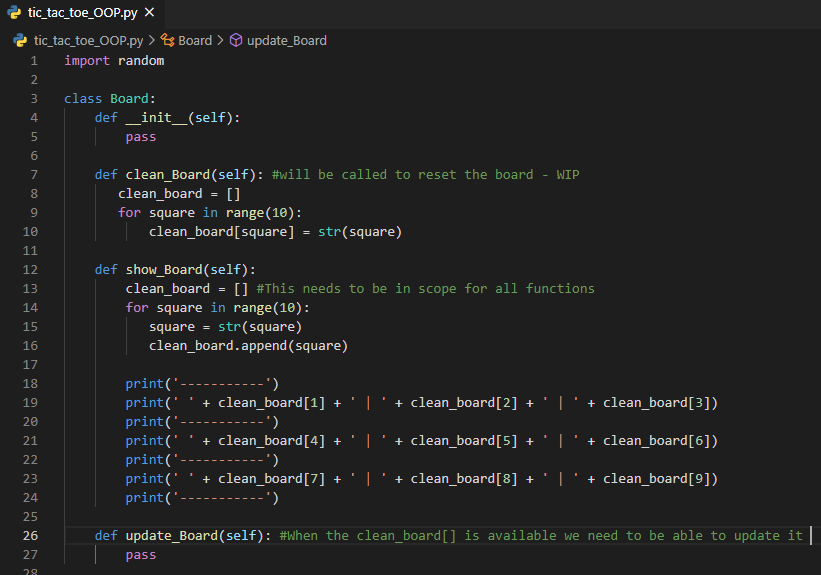 tic_tac_toe_OOP.py ×
tic_tac_toe_OOP.py > Board > update_Board
1 import random
2
3 class Board:
4     def __init__(self):
5         pass
6
7     def clean_Board(self): #will be called to reset the board - WIP
8        clean_board = []
9        for square in range(10):
10            clean_board[square] = str(square)
11
12     def show_Board(self):
13         clean_board = [] #This needs to be in scope for all functions
14         for square in range(10):
15            square = str(square)
16            clean_board.append(square)
17
18         print('-----------')
19         print(' ' + clean_board[1] + ' | ' + clean_board[2] + ' | ' + clean_board[3])
20         print('-----------')
21         print(' ' + clean_board[4] + ' | ' + clean_board[5] + ' | ' + clean_board[6])
22         print('-----------')
23         print(' ' + clean_board[7] + ' | ' + clean_board[8] + ' | ' + clean_board[9])
24         print('-----------')
25
26     def update_Board(self): #When the clean_board[] is available we need to be able to update it
27         pass
28